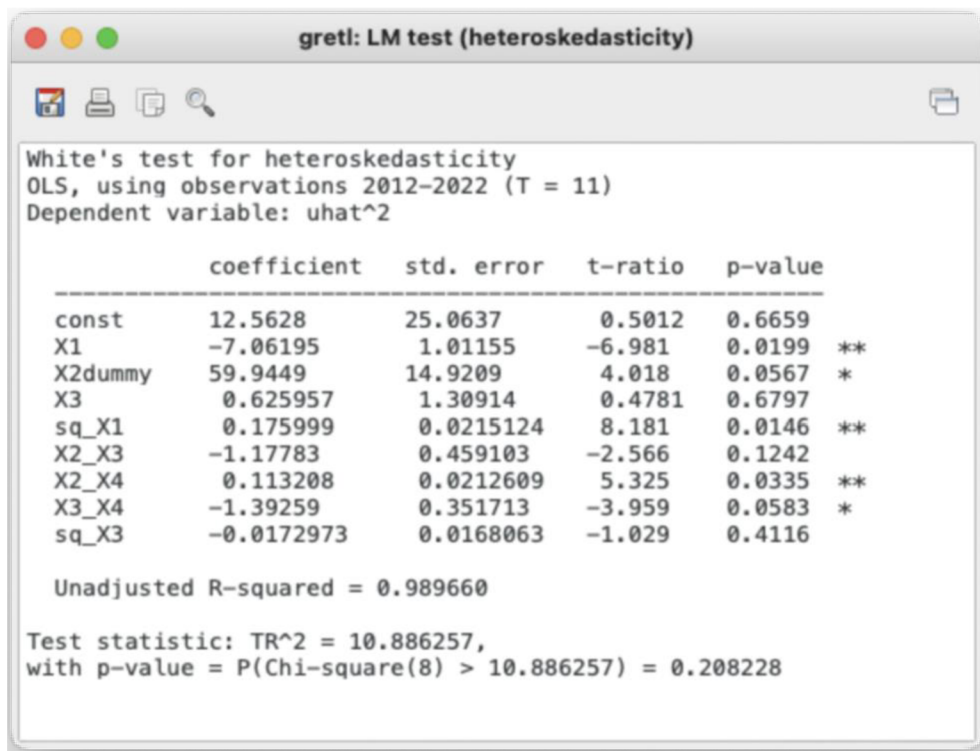 gretl: LM test (heteroskedasticity)
White's test for heteroskedasticity
OLS, using observations 2012-2022 (T = 11)
Dependent variable: uhat^2
coefficient std. error t-ratio p-value
const 12.5628 25.0637 0.5012 0.6659
X1 -7.06195 1.01155 -6.981 0.0199 **
X2dummy 59.9449 14.9209 4.018 0.0567 *
X3 0.625957 1.30914 0.4781 0.6797
sq_X1 0.175999 0.0215124 8.181 0.0146 **
X2_X3 -1.17783 0.459103 -2.566 0.1242
X2_X4 0.113208 0.0212609 5.325 0.0335 **
X3_X4 -1.39259 0.351713 -3.959 0.0583 *
sq_X3 -0.0172973 0.0168063 -1.029 0.4116
Unadjusted R-squared = 0.989660
Test statistic: TR^2 = 10.886257,
with p-value = P(Chi-square(8) > 10.886257) = 0.208228